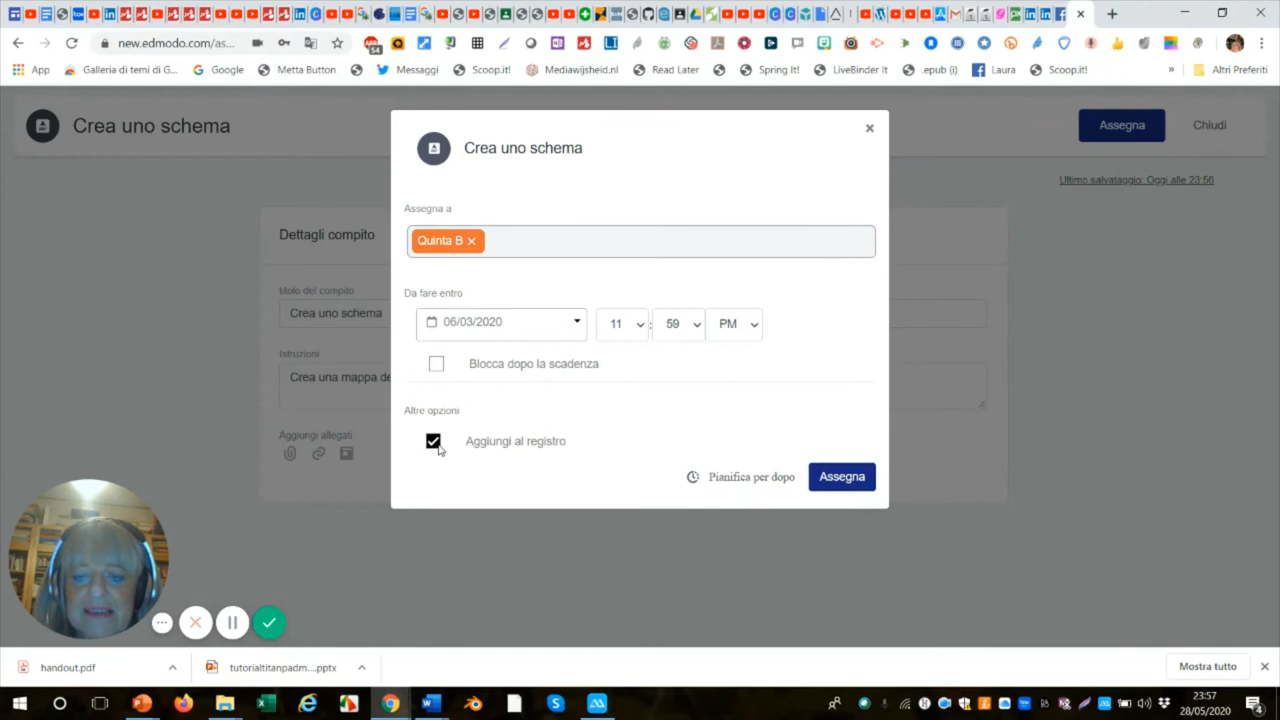 new.edmodo.com/as...
54
App
Galleria di temi di G...
Google
Metta Button
Messaggi
Scoop.it!
Mediawijsheid.nl
Read Later
Spring It!
LiveBinder It
.epub (i)
Laura
Scoop.it!
»
Altri Preferiti
Crea uno schema
Assegna
Chiudi
Ultimo salvataggio: Oggi alle 23:56
Dettagli compito
titolo del compito
Crea uno schema
Istruzioni
Crea una mappa de
Aggiungi allegati
Crea uno schema
Assegna a
Quinta B
Da fare entro
06/03/2020
11 : 59 PM
Blocca dopo la scadenza
Altre opzioni
Aggiungi al registro
Pianifica per dopo
Assegna
handout.pdf
tutorialtitanpadm....pptx
Mostra tutto
23:57
28/05/2020
4